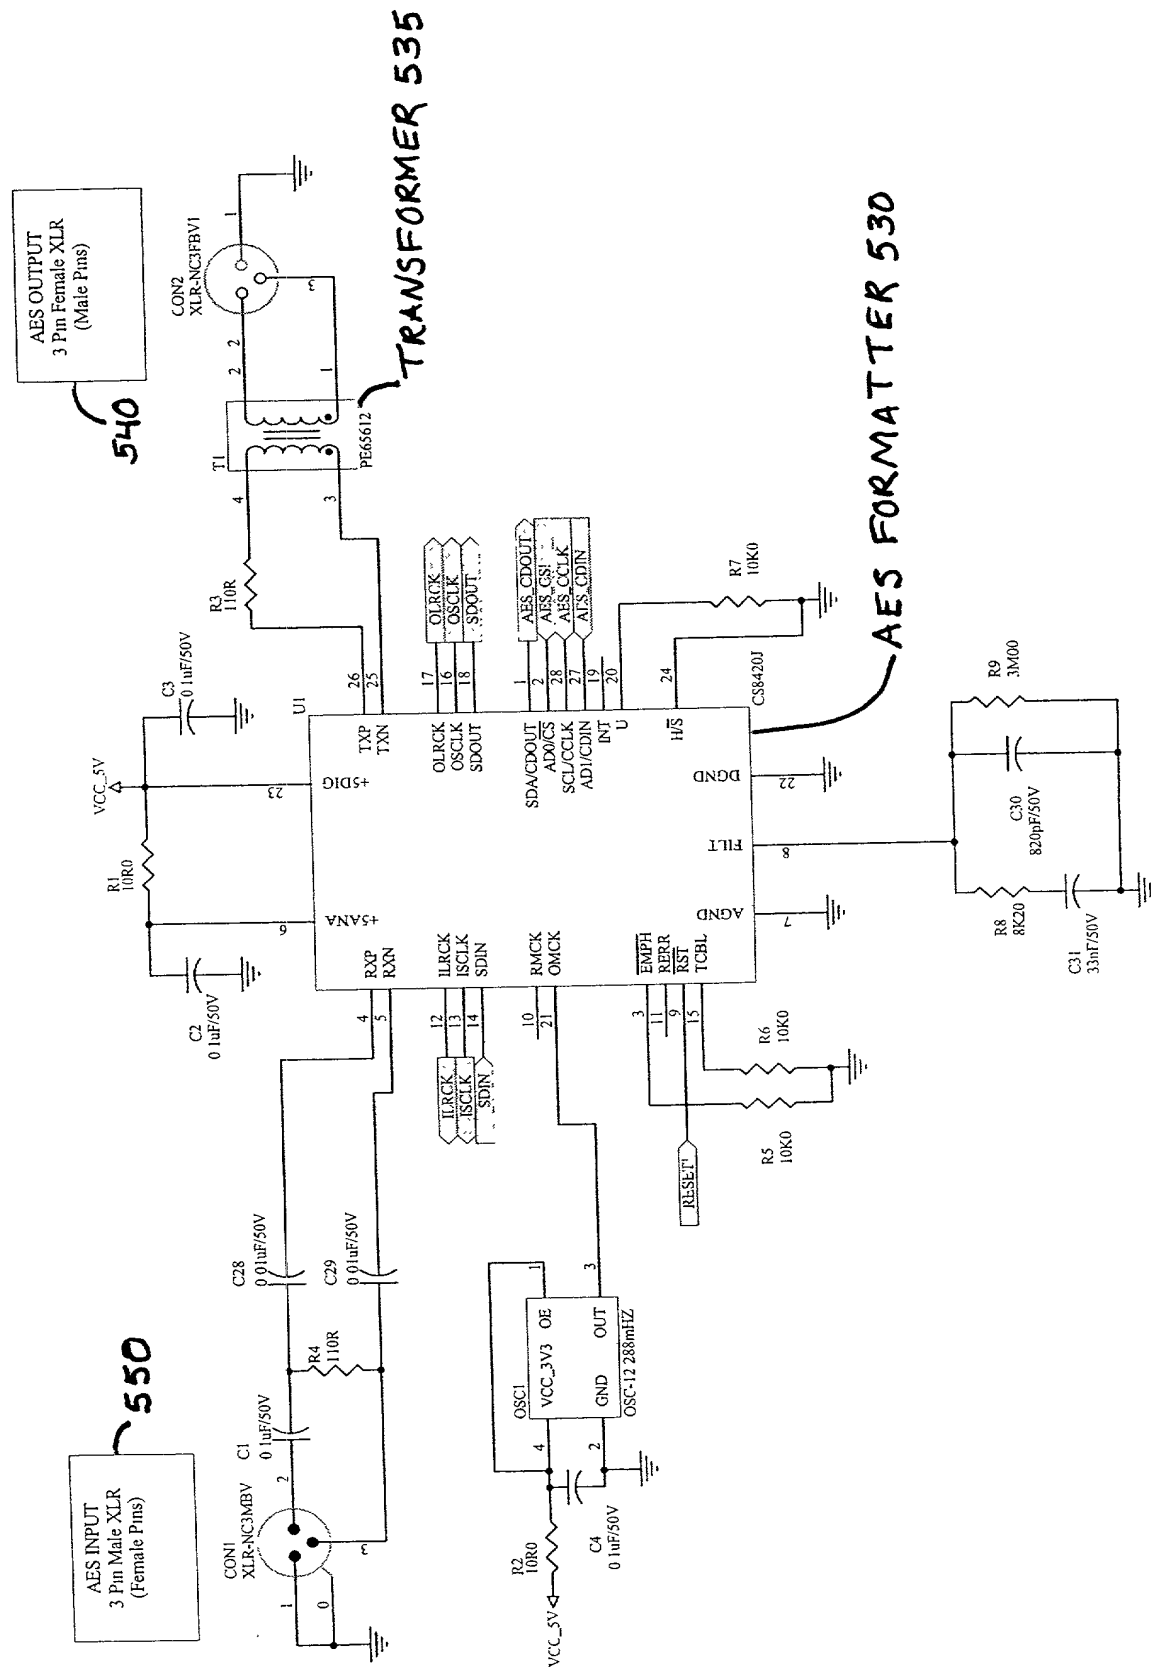 AES INPUT
3 Pin Male XLR
(Female Pins)
550
AES OUTPUT
3 Pin Female XLR
(Male Pins)
540
CON1
XLR-NC3MBV
1
0
2
3
C1
0 1uF/50V
R4
110R
C28
0 01uF/50V
C29
0 01uF/50V
C2
0 1uF/50V
R1
10R0
VCC_5V
C3
0 1uF/50V
6
23
+5ANA
+5DIG
U1
4
5
RXP
RXN
ILRCK
ISCLK
SDIN
12
13
14
ILRCK
ISCLK
SDIN
10
21
RMCK
OMCK
3
11
9
15
EMPH
RERR
RST
TCBL
RESET
R5
10K0
R6
10K0
VCC_5V
R2
10R0
C4
0 1uF/50V
OSC1
VCC_3V3
OE
GND
OUT
OSC-12 288mHZ
4
1
2
3
TXP
TXN
26
25
OLRCK
OSCLK
SDOUT
17
16
18
OLRCK
OSCLK
SDOUT
SDA/CDOUT
AD0/CS
SCL/CCLK
AD1/CDIN
INT
U
H/S
1
2
28
27
19
20
24
AES_CDOUT
AES_CS!
AES_CCLK
AES_CDIN
R7
10K0
CS8420J
AGND
FILT
DGND
7
8
22
R8
8K20
C31
33nF/50V
C30
820pF/50V
R9
3M00
R3
110R
4
3
T1
PE65612
2
1
2
3
1
CON2
XLR-NC3FBV1
TRANSFORMER 535
AES FORMATTER 530